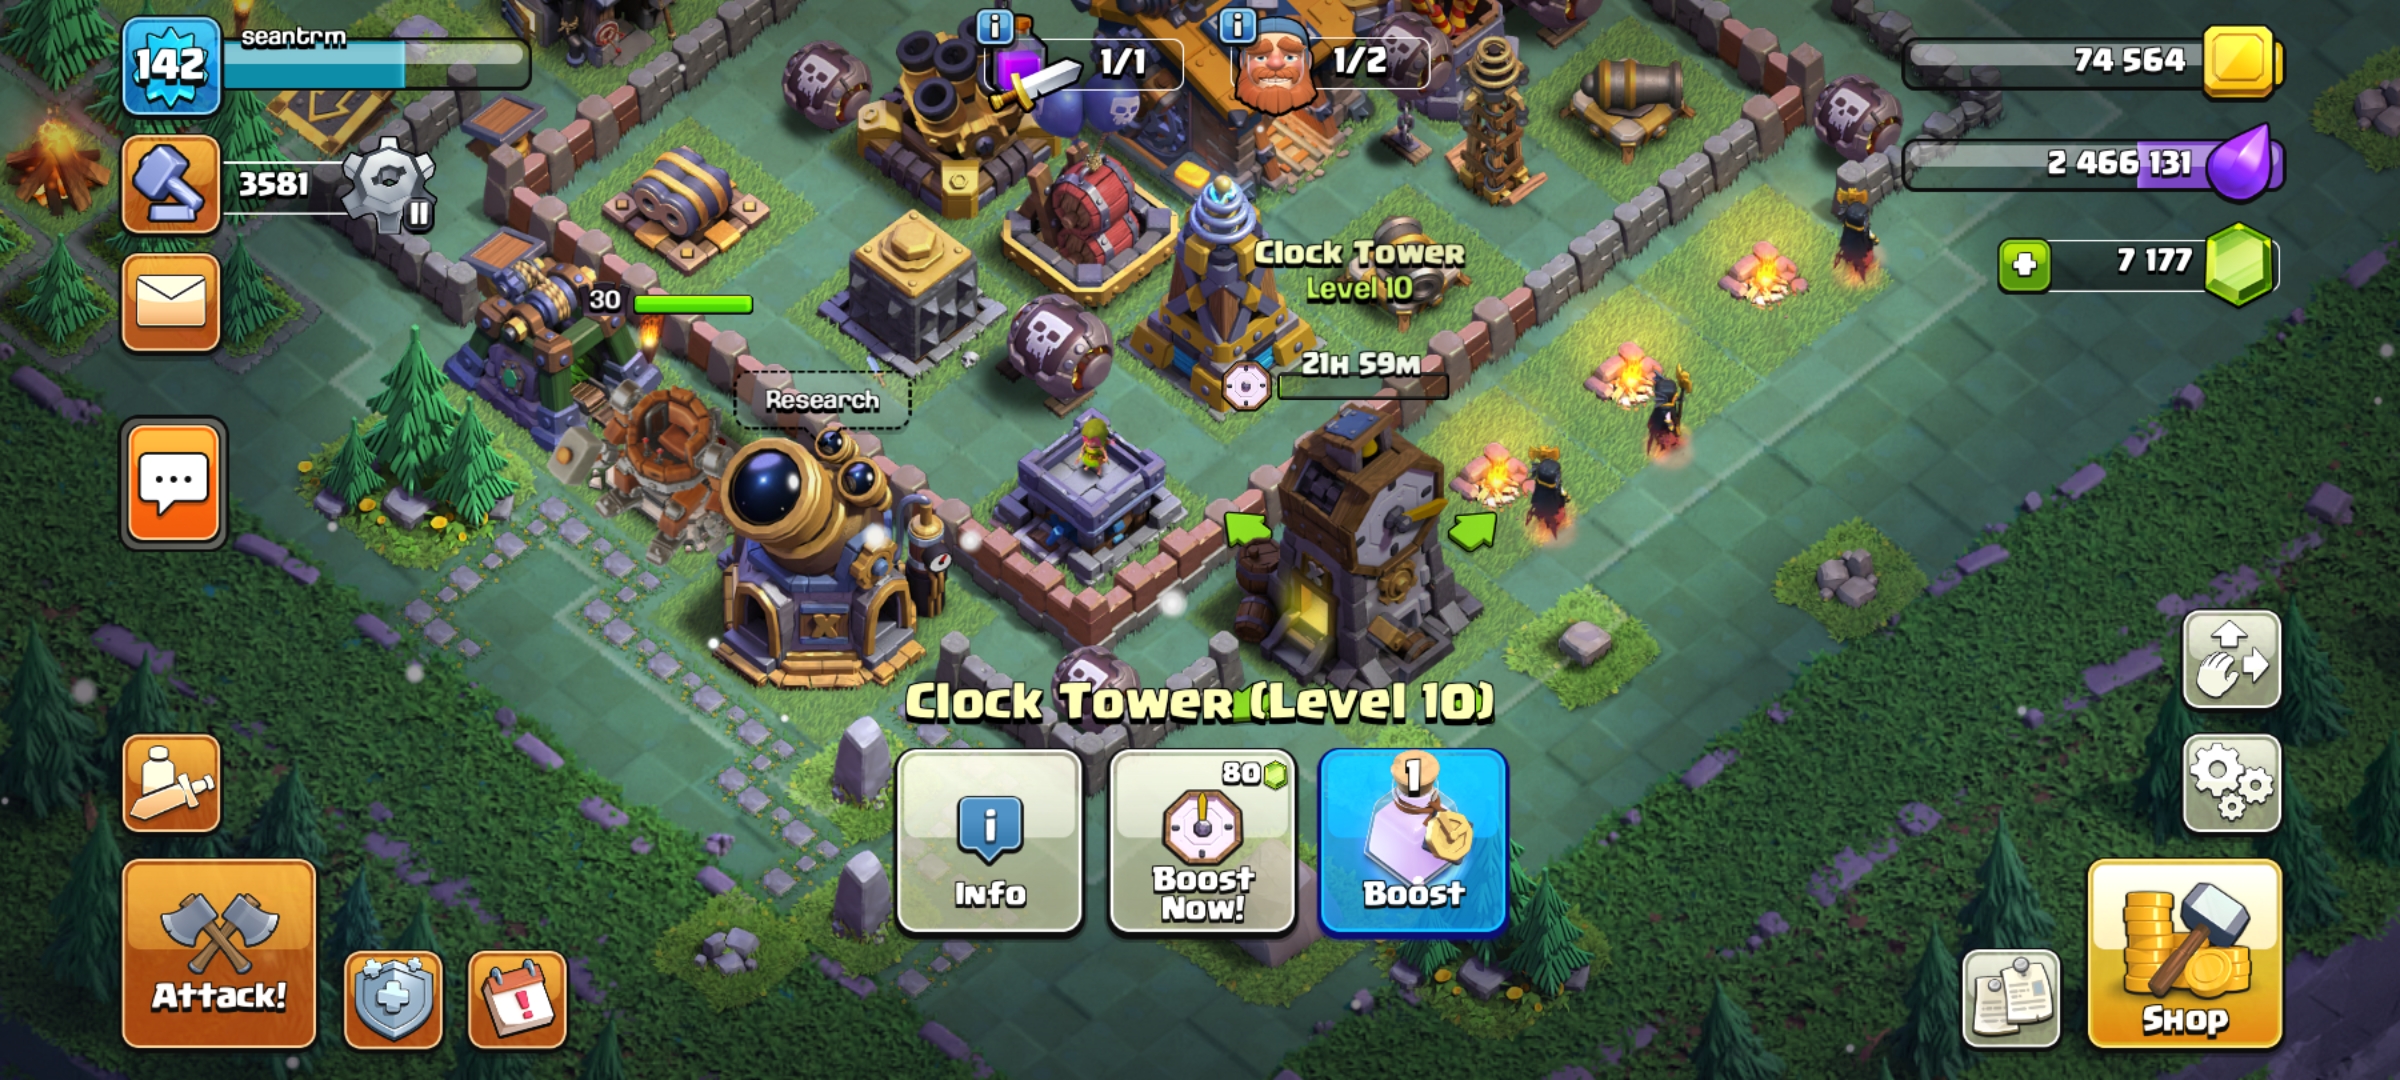 142
seantrm
1/1
1/2
74 564
3581
2 466 131
7 177
Clock Tower
Level 10
30
21H 59M
Research
Clock Tower (Level 10)
Info
80
Boost
Now!
1
Boost
Attack!
Shop